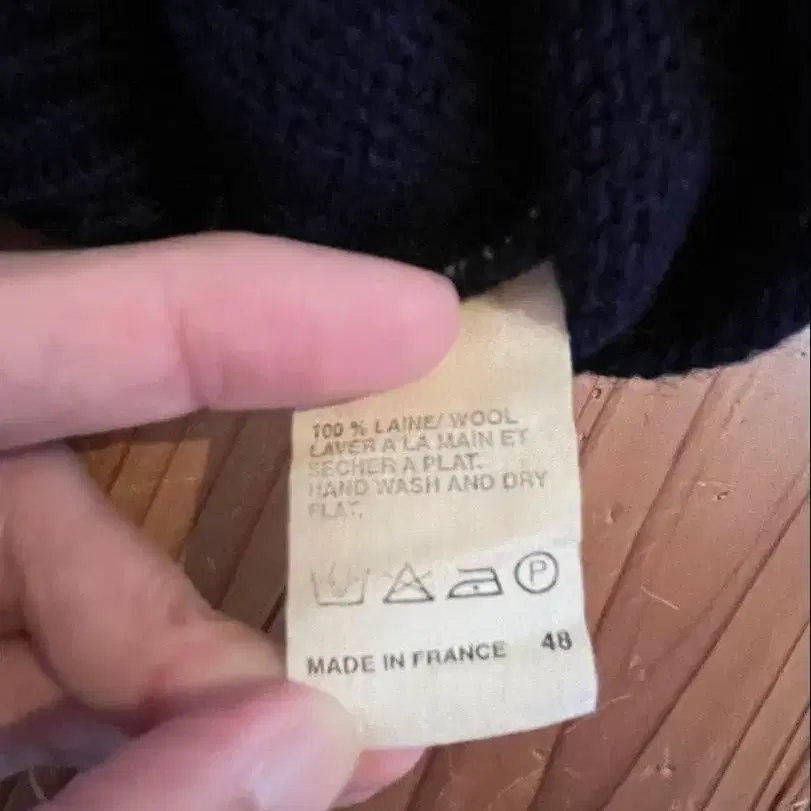 100 % LAINE/ WOOL
LAVER A LA MAIN ET
SECHER A PLAT.
HAND WASH AND DRY
FLAT.
P
MADE IN FRANCE 48